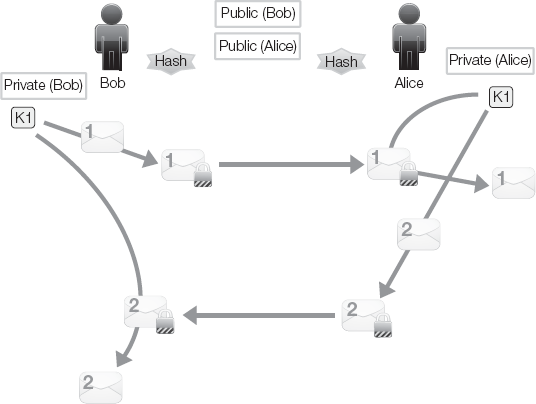 Public (Bob)
Public (Alice)
Hash
Hash
Bob
Alice
Private (Bob)
Private (Alice)
K1
K1
1
1
1
1
2
2
2
2